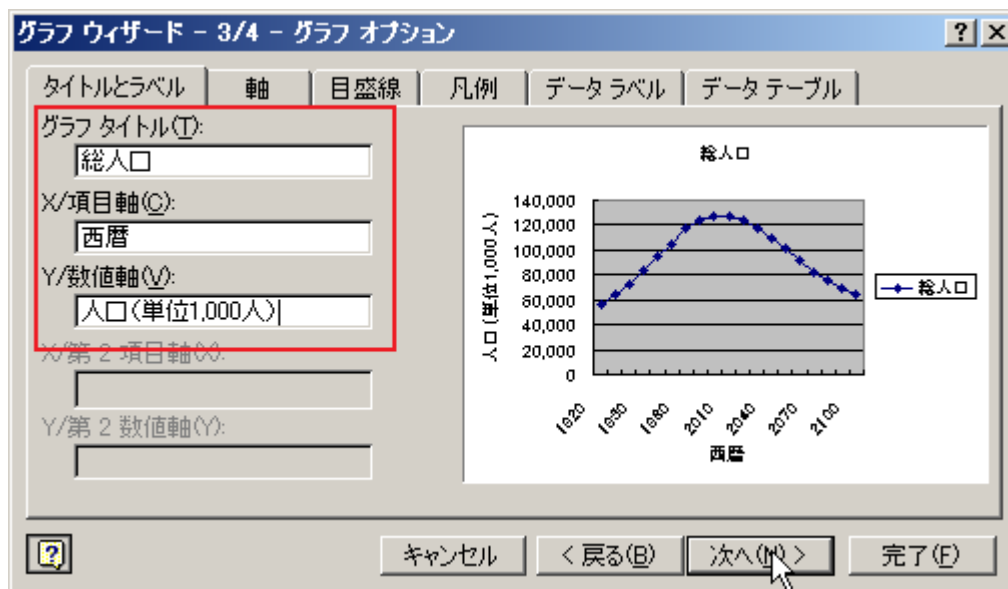 グラフ ウィザード - 3/4 - グラフ オプション
タイトルとラベル 軸 目盛線 凡例 データ ラベル データ テーブル
グラフ タイトル(T):
総人口
X/項目軸(C):
西暦
Y/数値軸(V):
人口(単位1,000人)
X/第 2 項目軸(X):
Y/第 2 数値軸(Y):
総人口
人口(単位1,000人)
140,000
120,000
100,000
80,000
60,000
40,000
20,000
0
1920 1950 1980 2010 2040 2070 2100
西暦
総人口
キャンセル < 戻る(B) 次へ(N) > 完了(F)